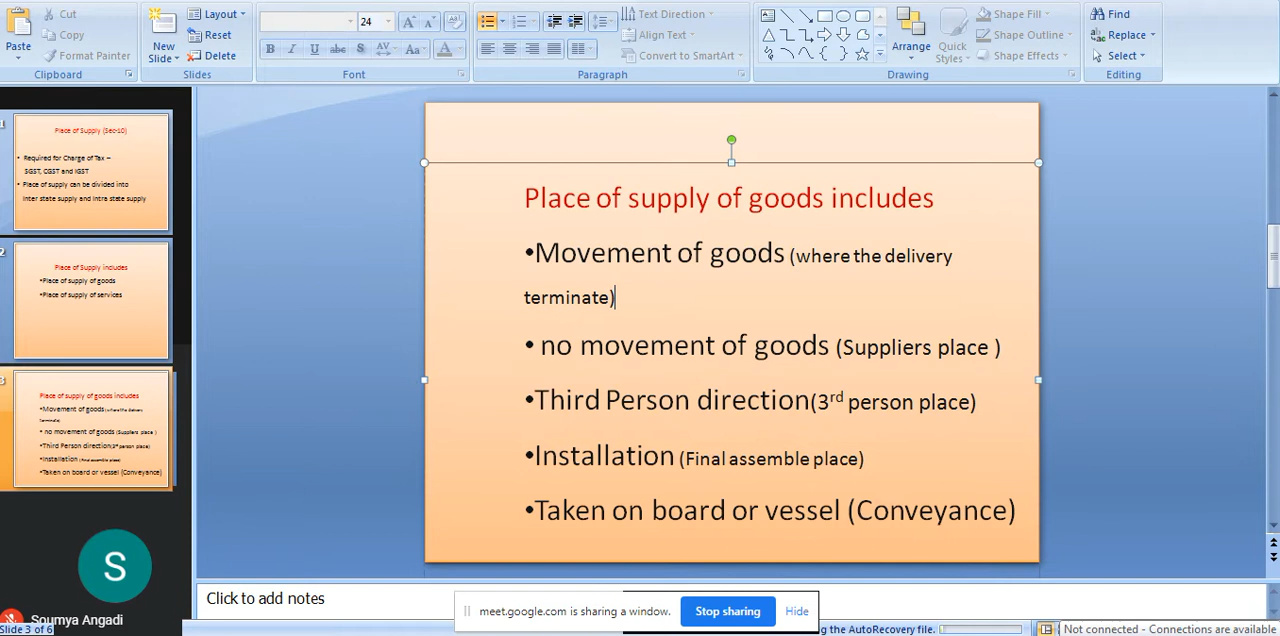 Cut
Copy
Format Painter
Paste
Clipboard
New
Slide
Layout
Reset
Delete
Slides
24
A A
B I U abe S AV Aa A
Font
Text Direction
Align Text
Convert to SmartArt
Paragraph
Arrange
Quick
Styles
Shape Fill
Shape Outline
Shape Effects
Drawing
Find
Replace
Select
Editing
1
Place of Supply (Sec-10)
• Required for Charge of Tax –
SGST, CGST and IGST
• Place of supply can be divided into
Inter state supply and Intra state supply
2
Place of Supply includes
•Place of supply of goods
•Place of supply of services
3
Place of supply of goods includes
•Movement of goods (where the delivery
terminate)
• no movement of goods (Suppliers place )
•Third Person direction(3rd person place)
•Installation (Final assemble place)
•Taken on board or vessel (Conveyance)
Place of supply of goods includes
•Movement of goods (where the delivery
terminate)
• no movement of goods (Suppliers place )
•Third Person direction(3rd person place)
•Installation (Final assemble place)
•Taken on board or vessel (Conveyance)
S
Soumya Angadi
Click to add notes
meet.google.com is sharing a window.
Stop sharing
Hide
Slide 3 of 6
the AutoRecovery file.
Not connected - Connections are available